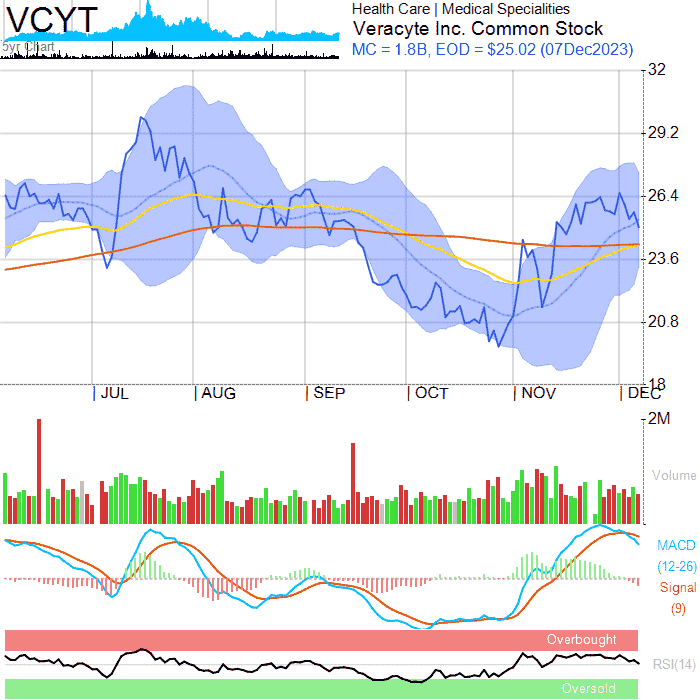 VCYT
5yr Chart
Health Care | Medical Specialities
Veracyte Inc. Common Stock
MC = 1.8B, EOD = $25.02 (07Dec2023)
32
29.2
26.4
23.6
20.8
18
JUL AUG SEP OCT NOV DEC
2M
Volume
MACD
(12-26)
Signal
(9)
Overbought
RSI(14)
Oversold